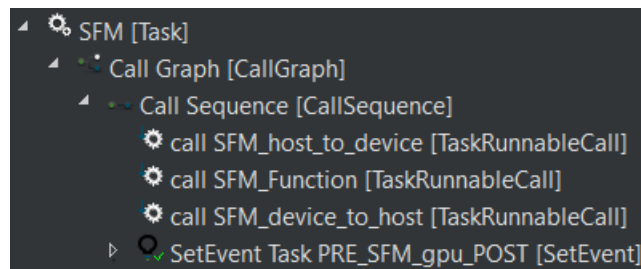 SFM [Task]
Call Graph [CallGraph]
Call Sequence [CallSequence]
call SFM_host_to_device [TaskRunnableCall]
call SFM_Function [TaskRunnableCall]
call SFM_device_to_host [TaskRunnableCall]
SetEvent Task PRE_SFM_gpu_POST [SetEvent]